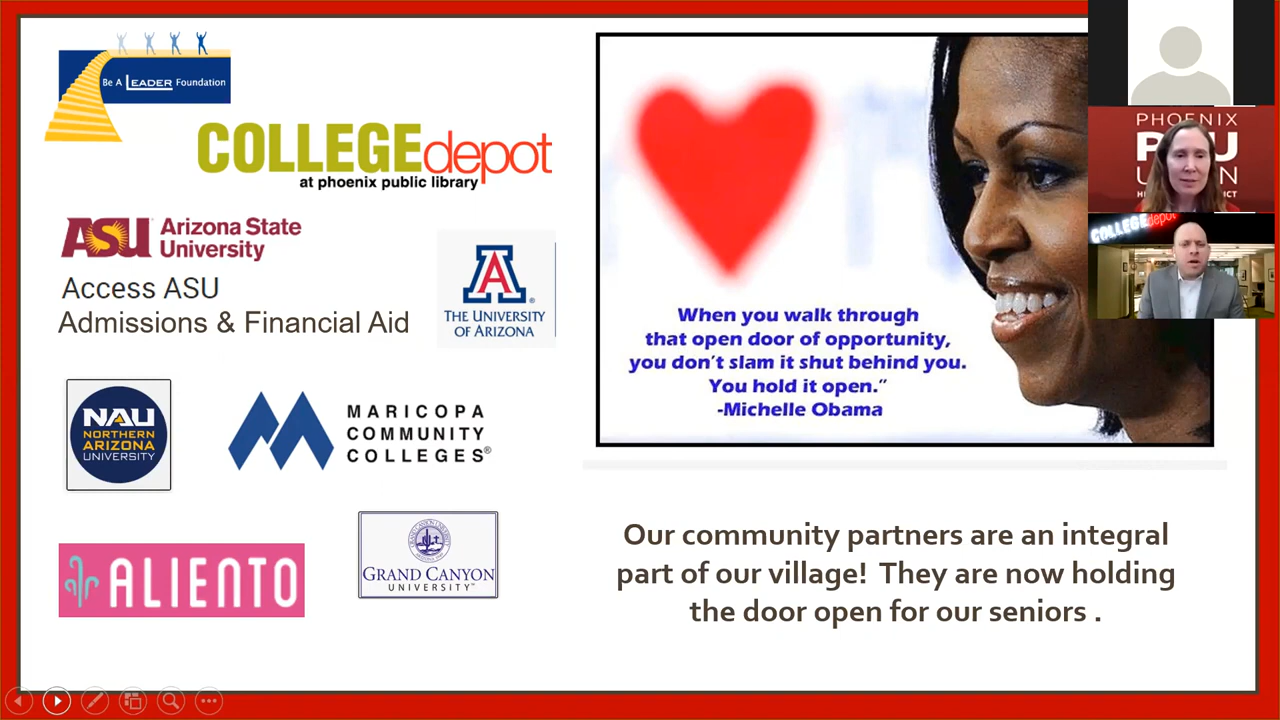 Be A LEADER Foundation
COLLEGEdepot
at phoenix public library
ASU Arizona State
University
Access ASU
Admissions & Financial Aid
A
THE UNIVERSITY
OF ARIZONA
NAU
NORTHERN
ARIZONA
UNIVERSITY
MARICOPA
COMMUNITY
COLLEGES®
ALIENTO
GRAND CANYON
UNIVERSITY™
When you walk through
that open door of opportunity,
you don't slam it shut behind you.
You hold it open.”
-Michelle Obama
Our community partners are an integral
part of our village! They are now holding
the door open for our seniors .
PHOENIX
COLLEGEdepot